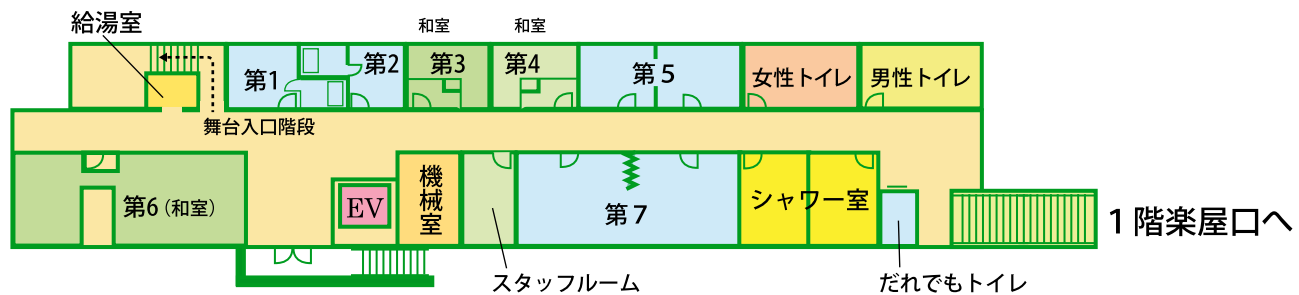 給湯室
和室
和室
第1
第2
第3
第4
第5
女性トイレ
男性トイレ
舞台入口階段
第6（和室）
EV
機械室
第7
シャワー室
1階楽屋口へ
スタッフルーム
だれでもトイレ